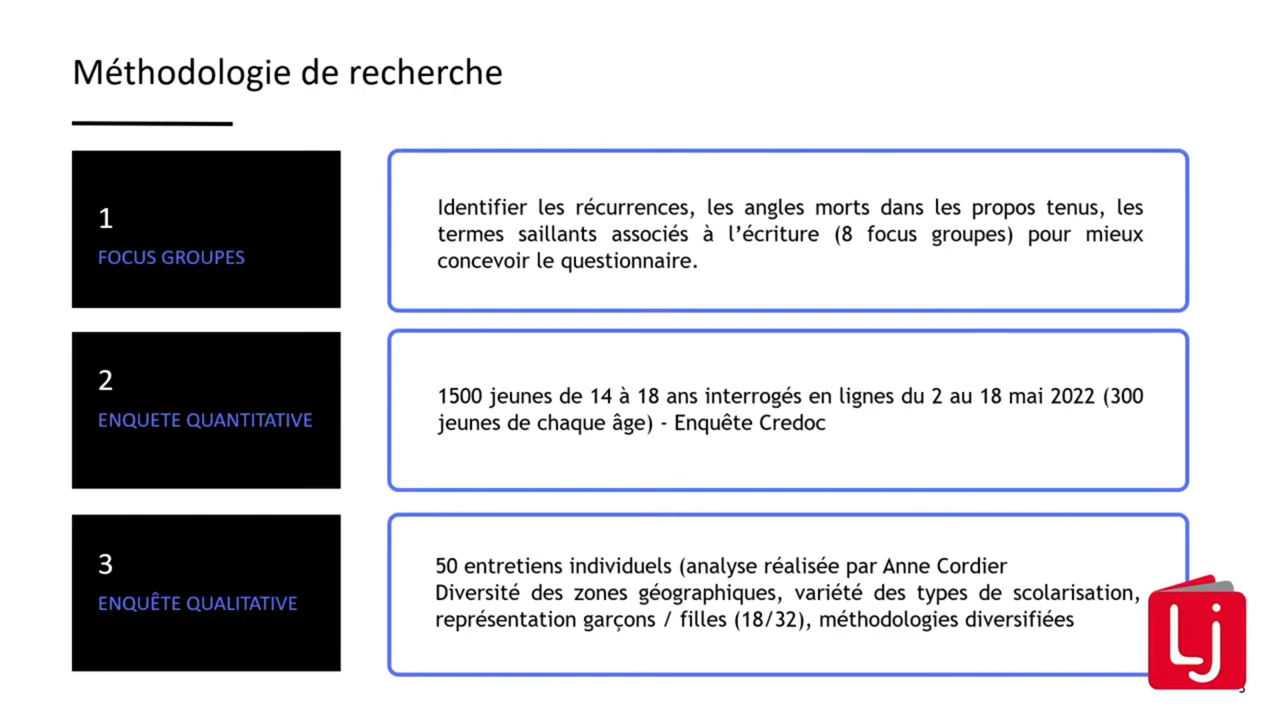 Méthodologie de recherche
1
FOCUS GROUPES
Identifier les récurrences, les angles morts dans les propos tenus, les
termes saillants associés à l’écriture (8 focus groupes) pour mieux
concevoir le questionnaire.
2
ENQUETE QUANTITATIVE
1500 jeunes de 14 à 18 ans interrogés en lignes du 2 au 18 mai 2022 (300
jeunes de chaque âge) - Enquête Credoc
3
ENQUÊTE QUALITATIVE
50 entretiens individuels (analyse réalisée par Anne Cordier
Diversité des zones géographiques, variété des types de scolarisation,
représentation garçons / filles (18/32), méthodologies diversifiées
Lj